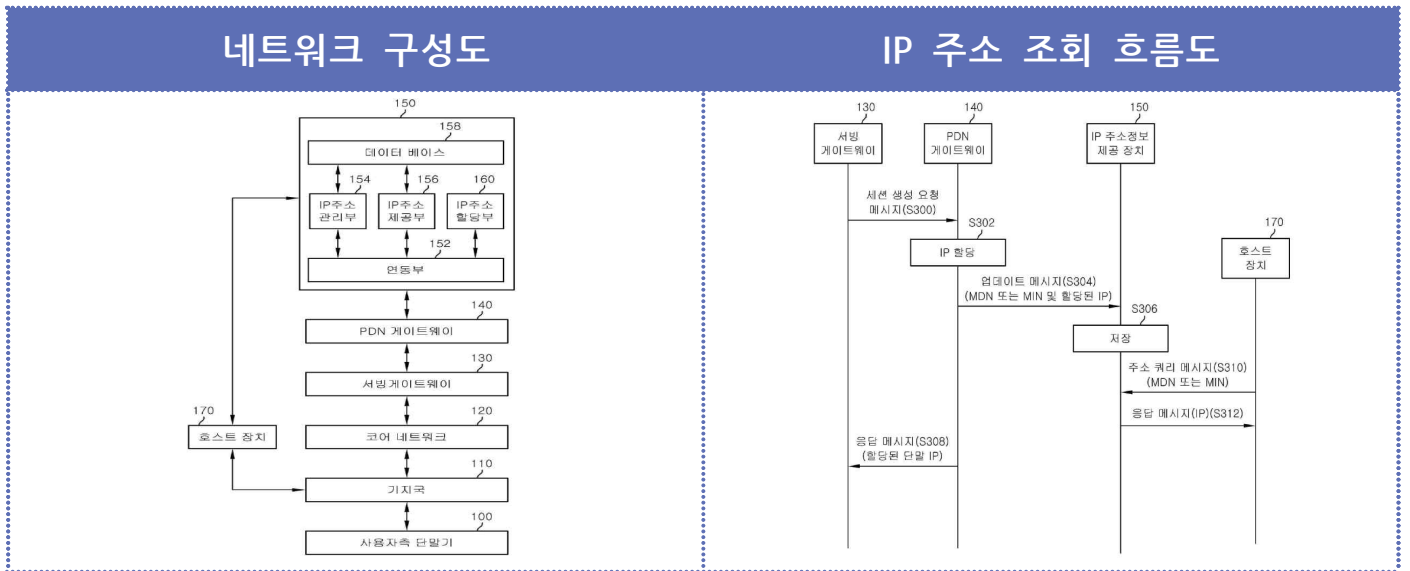 네트워크 구성도
IP 주소 조회 흐름도
150
158
데이터 베이스
154
156
160
IP주소
관리부
IP주소
제공부
IP주소
할당부
152
연동부
140
PDN 게이트웨이
130
서빙게이트웨이
170
호스트 장치
120
코어 네트워크
110
기지국
100
사용자측 단말기
130
서빙
게이트웨이
140
PDN
게이트웨이
150
IP 주소정보
제공 장치
세션 생성 요청
메시지(S300)
S302
IP 할당
170
호스트
장치
업데이트 메시지(S304)
(MDN 또는 MIN 및 할당된 IP)
S306
저장
주소 쿼리 메시지(S310)
(MDN 또는 MIN)
응답 메시지(IP)(S312)
응답 메시지(S308)
(할당된 단말 IP)